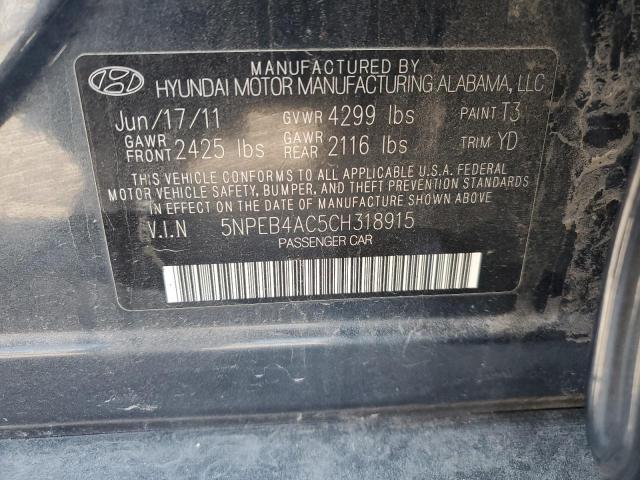 MANUFACTURED BY
HYUNDAI MOTOR MANUFACTURING ALABAMA, LLC
Jun/17/11 GVWR 4299 lbs PAINT T3
GAWR FRONT 2425 lbs GAWR REAR 2116 lbs TRIM YD
THIS VEHICLE CONFORMS TO ALL APPLICABLE U.S.A. FEDERAL
MOTOR VEHICLE SAFETY, BUMPER, AND THEFT PREVENTION
STANDARDS IN EFFECT ON THE DATE OF MANUFACTURE SHOWN ABOVE.
V.I.N 5NPEB4AC5CH318915
PASSENGER CAR